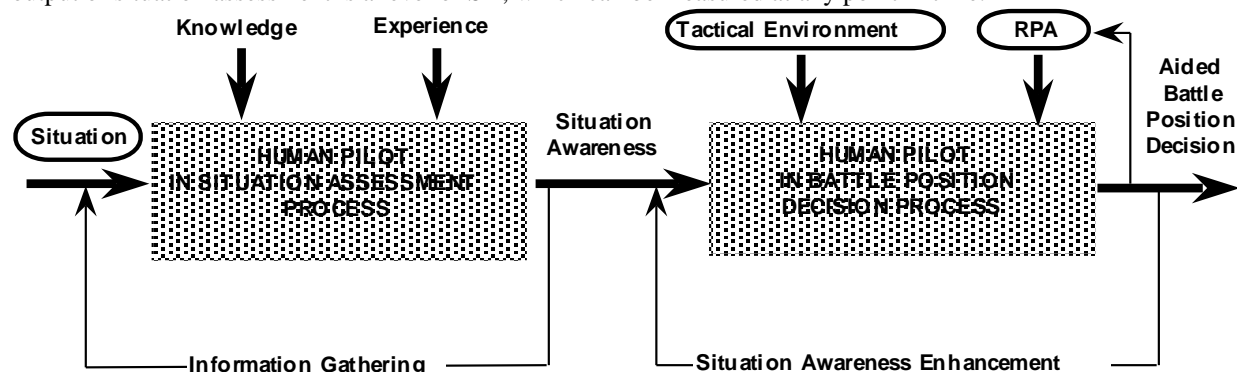 Knowledge
Experience
Tactical Environment
RPA
Aided
Battle
Position
Decision
Situation
HUMAN PILOT
IN SITUATION ASSESSMENT
PROCESS
Situation
Awareness
HUMAN PILOT
IN BATTLE POSITION
DECISION PROCESS
Information Gathering
Situation Awareness Enhancement